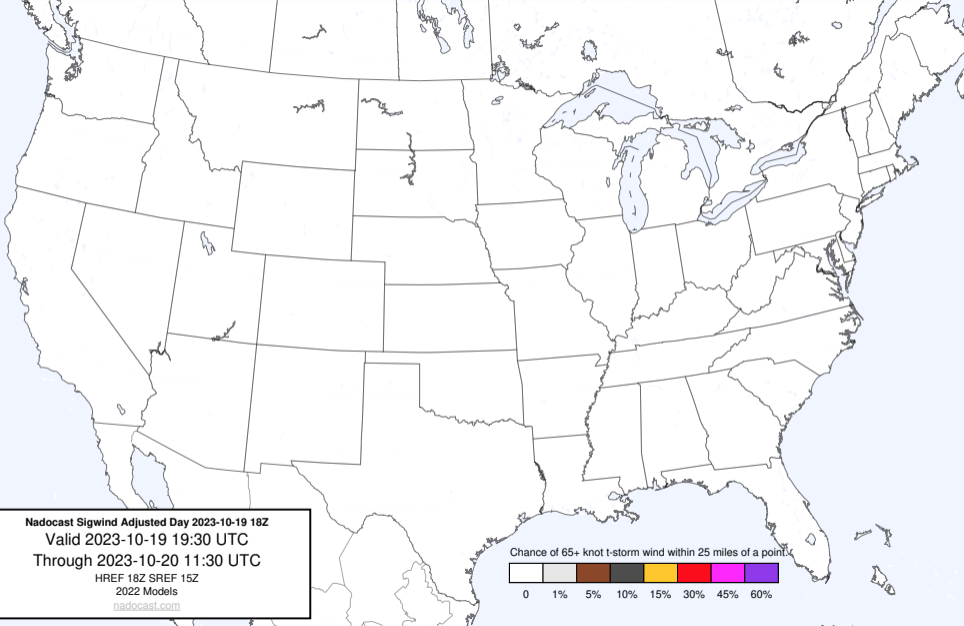 Nadocast Sigwind Adjusted Day 2023-10-19 18Z
Valid 2023-10-19 19:30 UTC
Through 2023-10-20 11:30 UTC
HREF 18Z SREF 15Z
2022 Models
nadocast.com
Chance of 65+ knot t-storm wind within 25 miles of a point.
0 1% 5% 10% 15% 30% 45% 60%